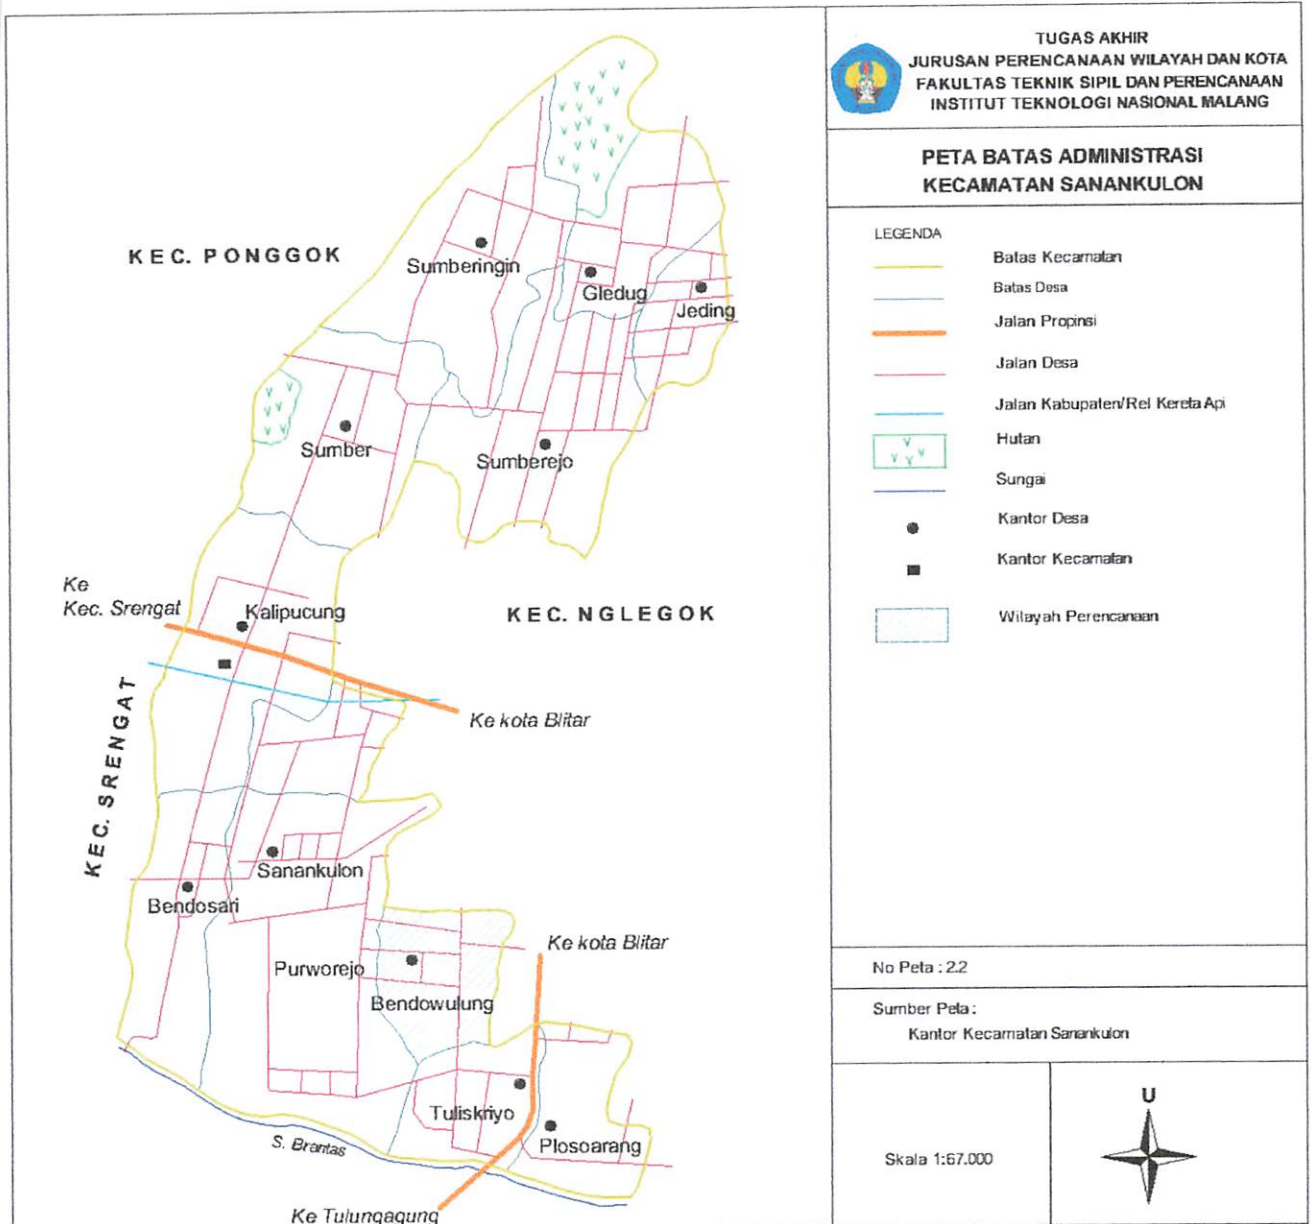 TUGAS AKHIR
JURUSAN PERENCANAAN WILAYAH DAN KOTA
FAKULTAS TEKNIK SIPIL DAN PERENCANAAN
INSTITUT TEKNOLOGI NASIONAL MALANG
PETA BATAS ADMINISTRASI
KECAMATAN SANANKULON
LEGENDA
Batas Kecamatan
Batas Desa
Jalan Propinsi
Jalan Desa
Jalan Kabupaten/Rel Kereta Api
Hutan
Sungai
Kantor Desa
Kantor Kecamatan
Wilayah Perencanaan
No Peta : 2.2
Sumber Peta :
Kantor Kecamatan Sanankulon
Skala 1:67.000
U
KEC. PONGGOK
Sumberingin
Gledug
Jeding
Sumber
Sumberejo
Ke
Kec. Srengat
Kalipucung
KEC. NGLEGOK
KEC. SRENGAT
Ke kota Blitar
Sanankulon
Bendosari
Ke kota Blitar
Purworejo
Bendowulung
Tuliskriyo
Plosoarang
S. Brantas
Ke Tulungagung